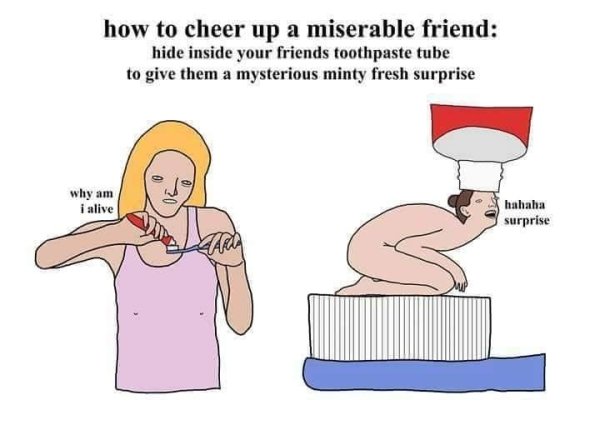 how to cheer up a miserable friend:
hide inside your friends toothpaste tube
to give them a mysterious minty fresh surprise
why am
i alive
hahaha
surprise